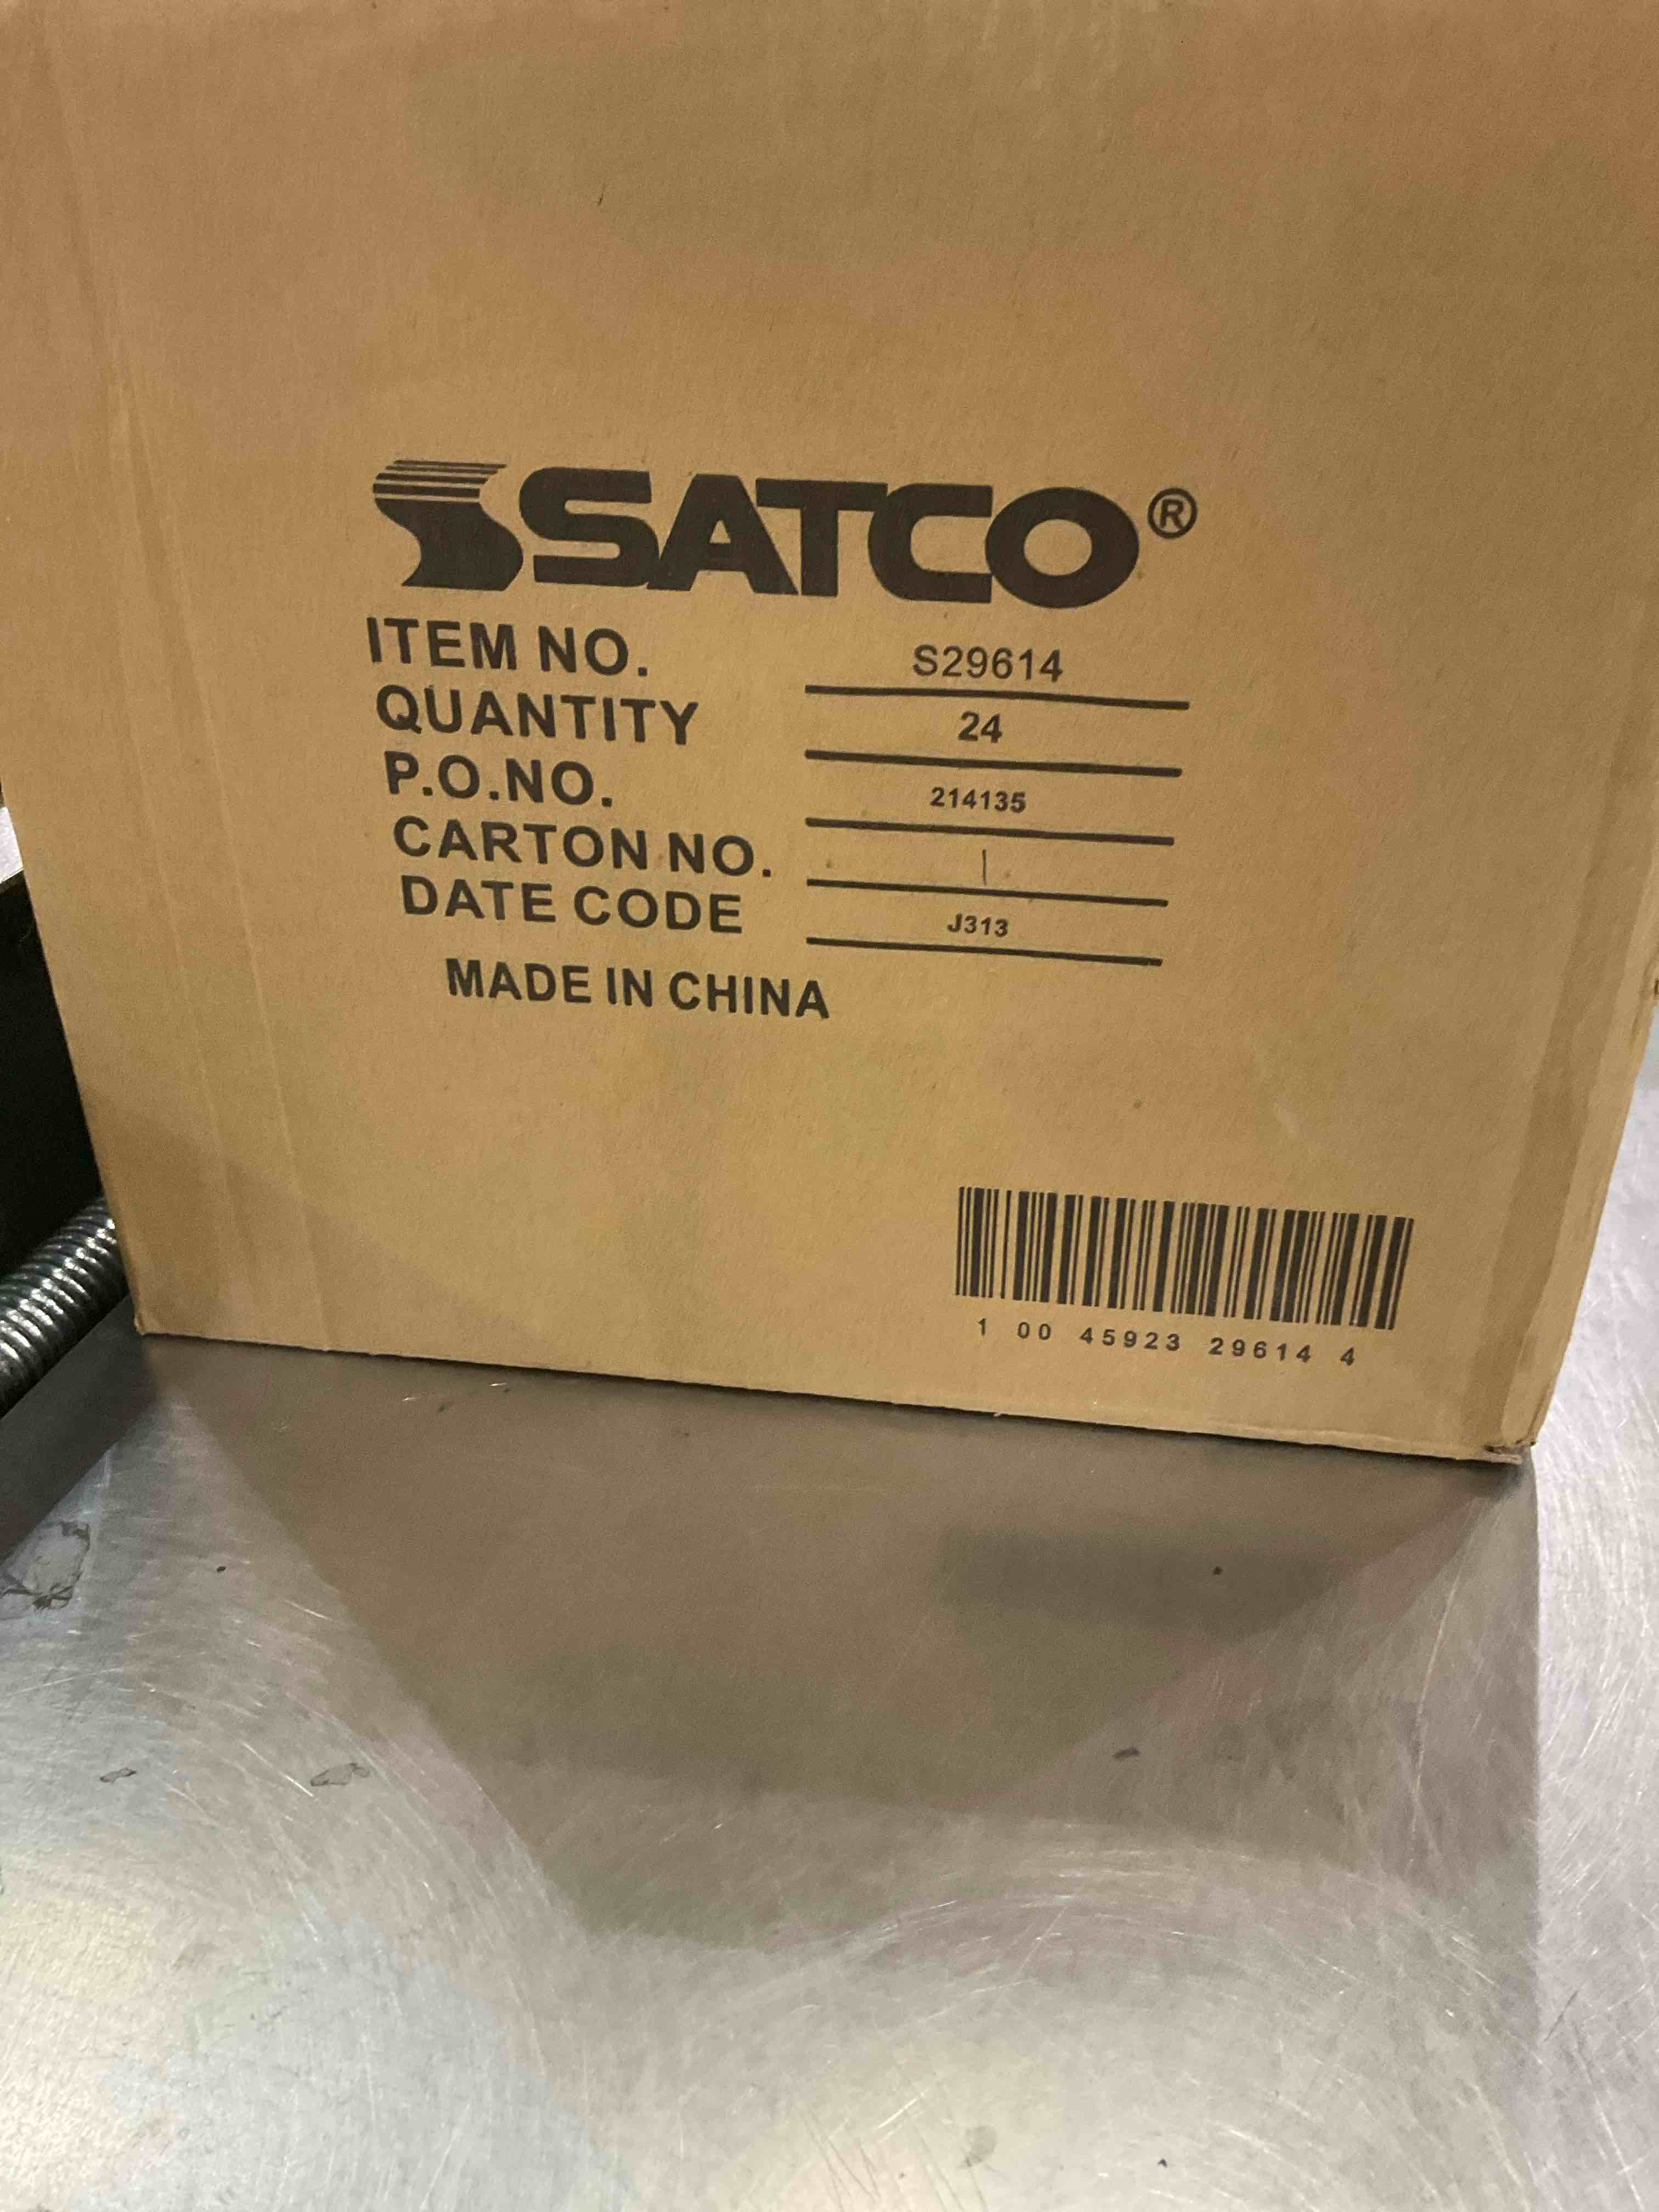 SATCO®
ITEM NO. S29614
QUANTITY 24
P.O.NO. 214135
CARTON NO. |
DATE CODE J313
MADE IN CHINA
1 00 45923 29614 4